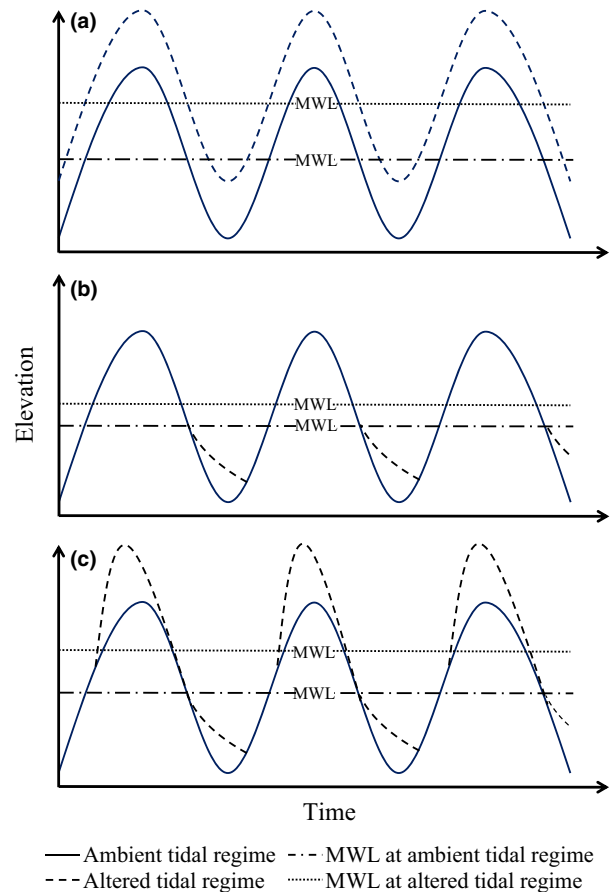 (a)
MWL
MWL
(b)
MWL
MWL
Elevation
(c)
MWL
MWL
Time
Ambient tidal regime MWL at ambient tidal regime
Altered tidal regime MWL at altered tidal regime